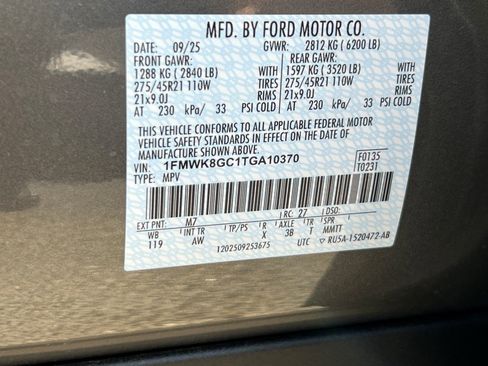 MFD. BY FORD MOTOR CO.
DATE: 09/25 GVWR: 2812 KG ( 6200 LB)
FRONT GAWR: REAR GAWR:
1288 KG ( 2840 LB) WITH 1597 KG ( 3520 LB) WITH
275/45R21 110W TIRES 275/45R21 110W TIRES
21x9.0J RIMS 21x9.0J RIMS
AT 230 kPa/ 33 PSI COLD AT 230 kPa/ 33 PSI COLD
THIS VEHICLE CONFORMS TO ALL APPLICABLE FEDERAL MOTOR
VEHICLE SAFETY AND THEFT PREVENTION STANDARDS IN EFFECT ON
THE DATE OF MANUFACTURE SHOWN ABOVE.
VIN: 1FMWK8GC1TGA10370 F0135
TYPE: MPV T0231
EXT PNT: M7 RC: 27 DSO:
WB INT TR TP/PS R AXLE TR SPR
119 AW X 3B T MMTT
1202509253675 UTC RU5A-1520472-AB